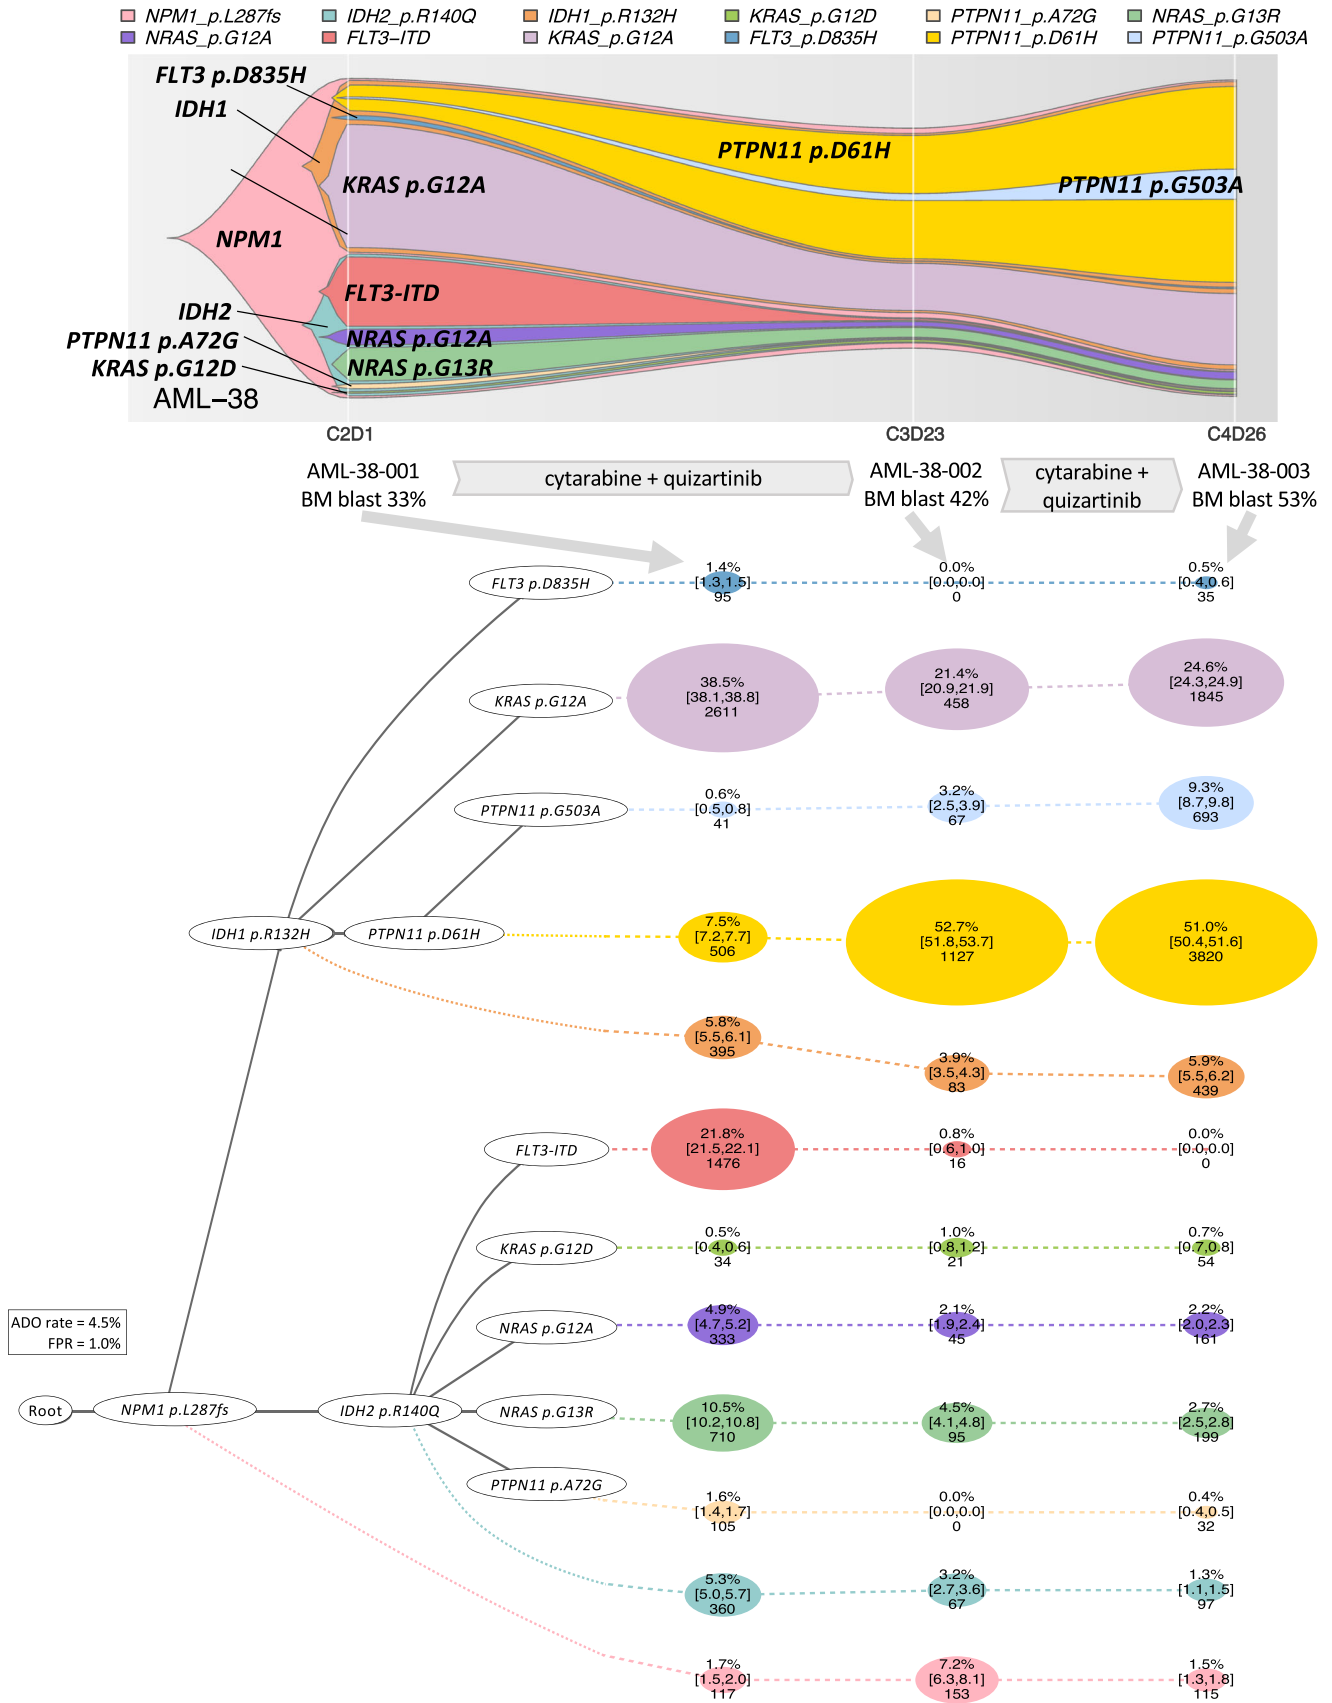 NPM1_p.L287fs IDH2_p.R140Q IDH1_p.R132H KRAS_p.G12D PTPN11_p.A72G NRAS_p.G13R
NRAS_p.G12A FLT3–ITD KRAS_p.G12A FLT3_p.D835H PTPN11_p.D61H PTPN11_p.G503A
FLT3 p.D835H
IDH1
PTPN11 p.D61H
KRAS p.G12A
PTPN11 p.G503A
NPM1
FLT3-ITD
IDH2
PTPN11 p.A72G
NRAS p.G12A
KRAS p.G12D
NRAS p.G13R
AML–38
C2D1 C3D23 C4D26
AML-38-001
BM blast 33%
cytarabine + quizartinib
AML-38-002
BM blast 42%
cytarabine +
quizartinib
AML-38-003
BM blast 53%
FLT3 p.D835H
1.4%
[1.3,1.5]
95
0.0%
[0.0,0.0]
0
0.5%
[0.4,0.6]
35
KRAS p.G12A
38.5%
[38.1,38.8]
2611
21.4%
[20.9,21.9]
458
24.6%
[24.3,24.9]
1845
PTPN11 p.G503A
0.6%
[0.5,0.8]
41
3.2%
[2.5,3.9]
67
9.3%
[8.7,9.8]
693
IDH1 p.R132H
PTPN11 p.D61H
7.5%
[7.2,7.7]
506
52.7%
[51.8,53.7]
1127
51.0%
[50.4,51.6]
3820
5.8%
[5.5,6.1]
395
3.9%
[3.5,4.3]
83
5.9%
[5.5,6.2]
439
FLT3-ITD
21.8%
[21.5,22.1]
1476
0.8%
[0.6,1.0]
16
0.0%
[0.0,0.0]
0
KRAS p.G12D
0.5%
[0.4,0.6]
34
1.0%
[0.8,1.2]
21
0.7%
[0.7,0.8]
54
ADO rate = 4.5%
FPR = 1.0%
NRAS p.G12A
4.9%
[4.7,5.2]
333
2.1%
[1.9,2.4]
45
2.2%
[2.0,2.3]
161
Root
NPM1 p.L287fs
IDH2 p.R140Q
NRAS p.G13R
10.5%
[10.2,10.8]
710
4.5%
[4.1,4.8]
95
2.7%
[2.5,2.8]
199
PTPN11 p.A72G
1.6%
[1.4,1.7]
105
0.0%
[0.0,0.0]
0
0.4%
[0.4,0.5]
32
5.3%
[5.0,5.7]
360
3.2%
[2.7,3.6]
67
1.3%
[1.1,1.5]
97
1.7%
[1.5,2.0]
117
7.2%
[6.3,8.1]
153
1.5%
[1.3,1.8]
115